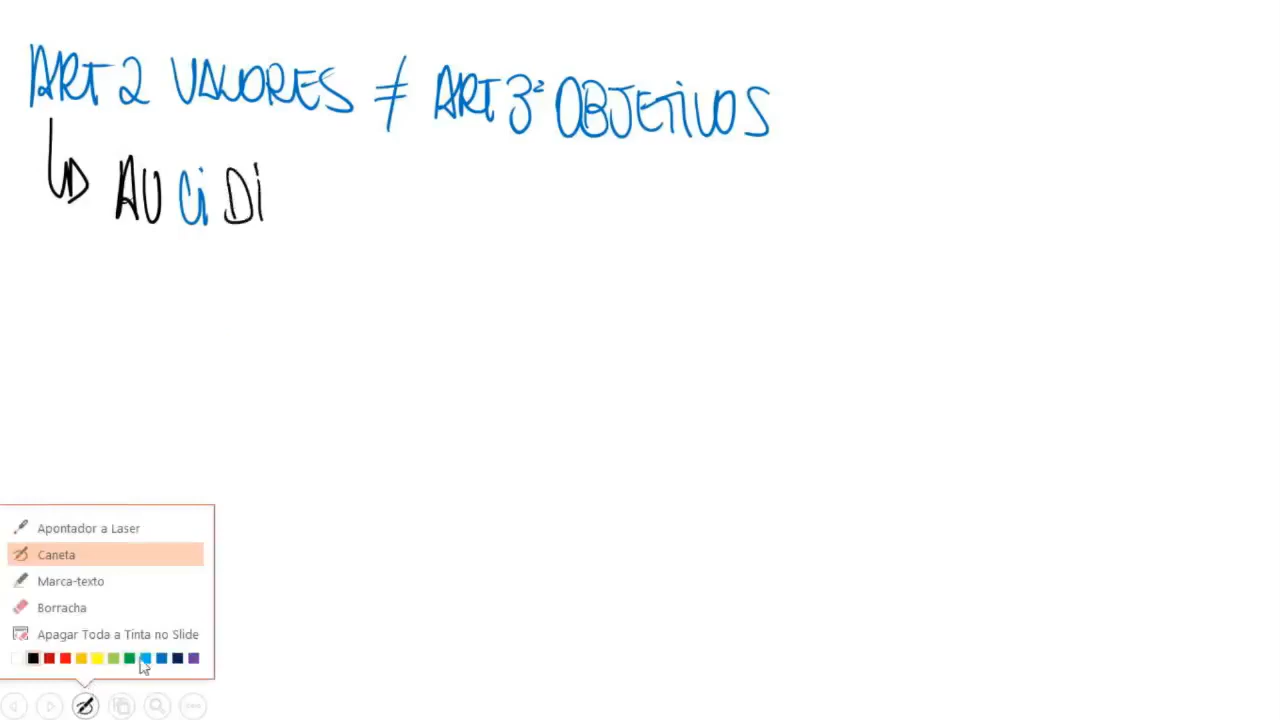 ART 2 VALORES ≠ ART 3º OBJETIVOS
↳ AU Ci Di
Apontador a Laser
Caneta
Marca-texto
Borracha
Apagar Toda a Tinta no Slide